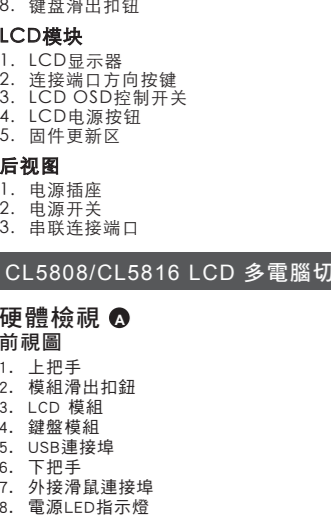 8. 键盘滑出扣钮
LCD模块
1. LCD显示器
2. 连接端口方向按键
3. LCD OSD控制开关
4. LCD电源按钮
5. 固件更新区
后视图
1. 电源插座
2. 电源开关
3. 串联连接端口
CL5808/CL5816 LCD 多電腦切
硬體檢視 A
前視圖
1. 上把手
2. 模組滑出扣鈕
3. LCD 模組
4. 鍵盤模組
5. USB連接埠
6. 下把手
7. 外接滑鼠連接埠
8. 電源LED指示燈